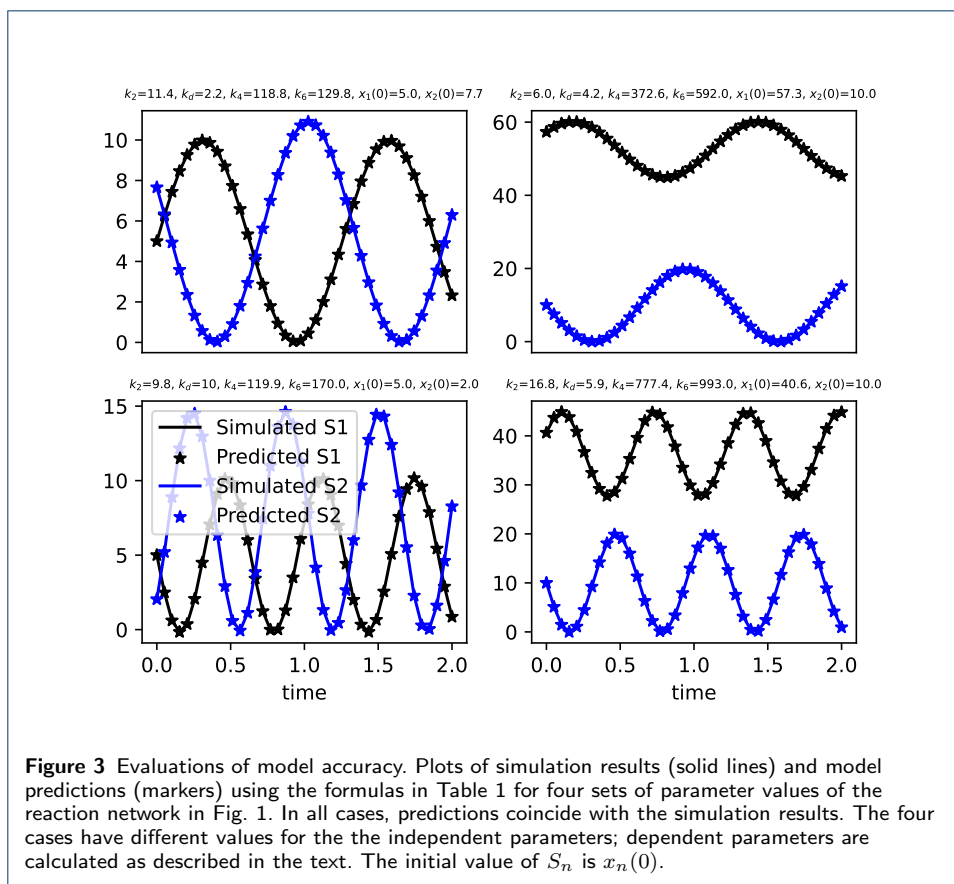 k₂=11.4, k_d=2.2, k₄=118.8, k₆=129.8, x₁(0)=5.0, x₂(0)=7.7
10
8
6
4
2
0
k₂=6.0, k_d=4.2, k₄=372.6, k₆=592.0, x₁(0)=57.3, x₂(0)=10.0
60
40
20
0
k₂=9.8, k_d=10, k₄=119.9, k₆=170.0, x₁(0)=5.0, x₂(0)=2.0
15
10
5
0
Simulated S1
Predicted S1
Simulated S2
Predicted S2
0.0 0.5 1.0 1.5 2.0
time
k₂=16.8, k_d=5.9, k₄=777.4, k₆=993.0, x₁(0)=40.6, x₂(0)=10.0
40
30
20
10
0
0.0 0.5 1.0 1.5 2.0
time
Figure 3 Evaluations of model accuracy. Plots of simulation results (solid lines) and model
predictions (markers) using the formulas in Table 1 for four sets of parameter values of the
reaction network in Fig. 1. In all cases, predictions coincide with the simulation results. The four
cases have different values for the the independent parameters; dependent parameters are
calculated as described in the text. The initial value of Sₙ is xₙ(0).